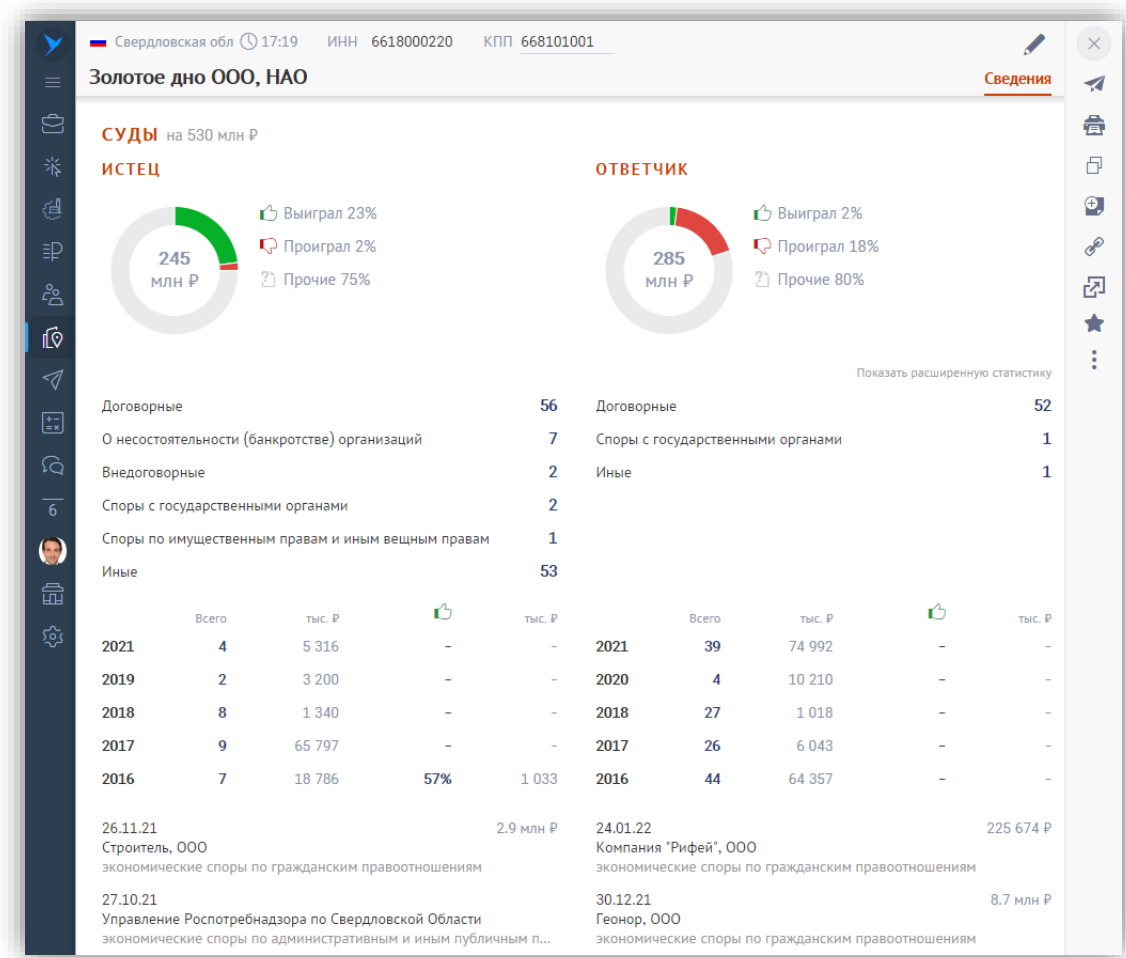 Свердловская обл 17:19 ИНН 6618000220 КПП 668101001
Золотое дно ООО, НАО
Сведения
СУДЫ на 530 млн ₽
ИСТЕЦ
245
млн ₽
Выиграл 23%
Проиграл 2%
Прочие 75%
ОТВЕТЧИК
285
млн ₽
Выиграл 2%
Проиграл 18%
Прочие 80%
Показать расширенную статистику
Договорные 56
О несостоятельности (банкротстве) организаций 7
Внедоговорные 2
Споры с государственными органами 2
Споры по имущественным правам и иным вещным правам 1
Иные 53
Договорные 52
Споры с государственными органами 1
Иные 1
Всего тыс. ₽ тыс. ₽
2021 4 5 316 – –
2019 2 3 200 – –
2018 8 1 340 – –
2017 9 65 797 – –
2016 7 18 786 57% 1 033
Всего тыс. ₽ тыс. ₽
2021 39 74 992 – –
2020 4 10 210 – –
2018 27 1 018 – –
2017 26 6 043 – –
2016 44 64 357 – –
26.11.21 2.9 млн ₽
Строитель, ООО
экономические споры по гражданским правоотношениям
27.10.21
Управление Роспотребнадзора по Свердловской Области
экономические споры по административным и иным публичным п...
24.01.22 225 674 ₽
Компания "Рифей", ООО
экономические споры по гражданским правоотношениям
30.12.21 8.7 млн ₽
Геонор, ООО
экономические споры по гражданским правоотношениям
6